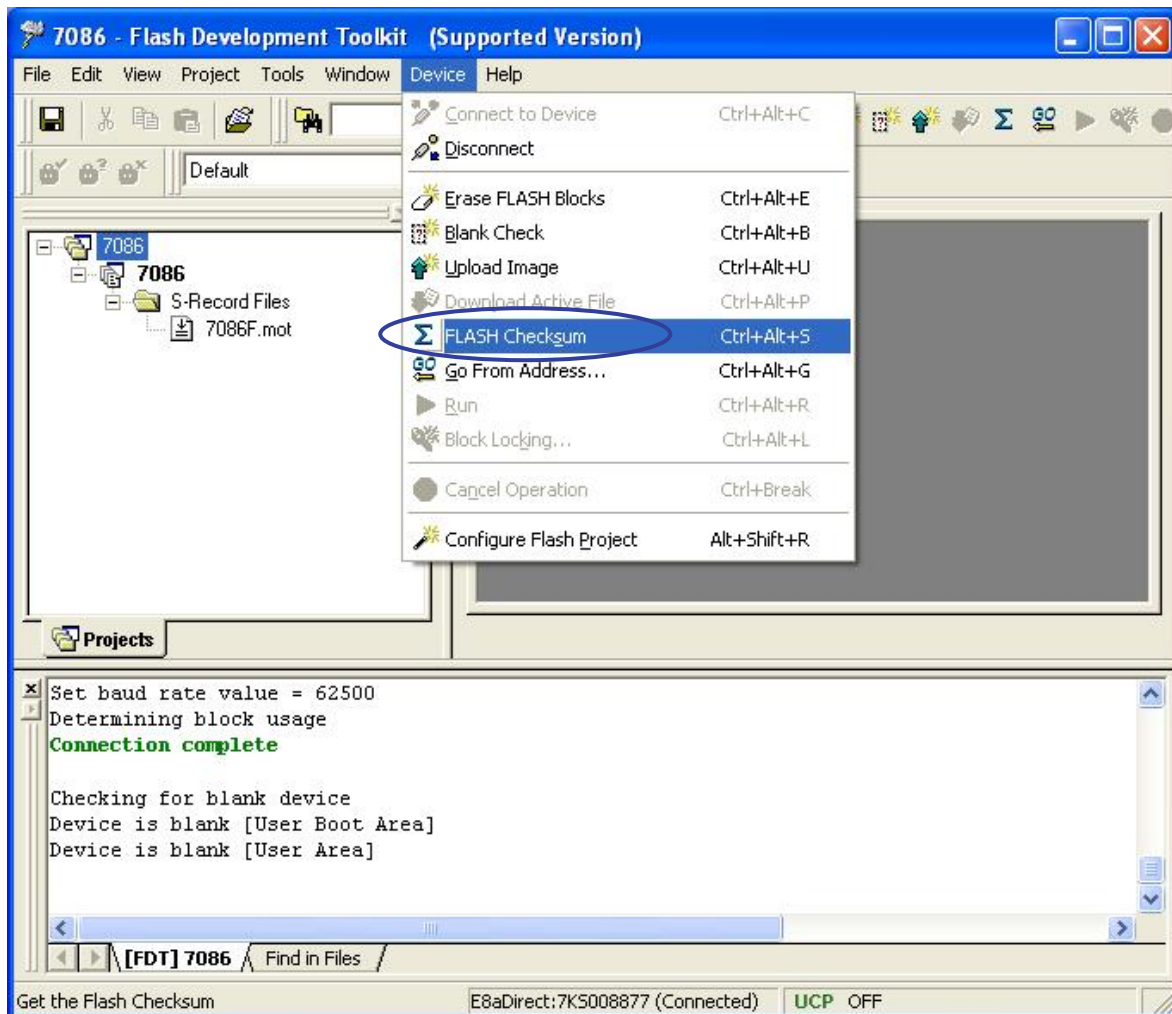 7086 - Flash Development Toolkit (Supported Version)
File Edit View Project Tools Window Device Help
Default
Connect to Device Ctrl+Alt+C
Disconnect
Erase FLASH Blocks Ctrl+Alt+E
Blank Check Ctrl+Alt+B
Upload Image Ctrl+Alt+U
Download Active File Ctrl+Alt+P
Σ FLASH Checksum Ctrl+Alt+S
GO Go From Address... Ctrl+Alt+G
Run Ctrl+Alt+R
Block Locking... Ctrl+Alt+L
Cancel Operation Ctrl+Break
Configure Flash Project Alt+Shift+R
Σ GO
7086
7086
S-Record Files
7086F.mot
Projects
Set baud rate value = 62500
Determining block usage
Connection complete
Checking for blank device
Device is blank [User Boot Area]
Device is blank [User Area]
[FDT] 7086 Find in Files
Get the Flash Checksum E8aDirect:7KS008877 (Connected) UCP OFF